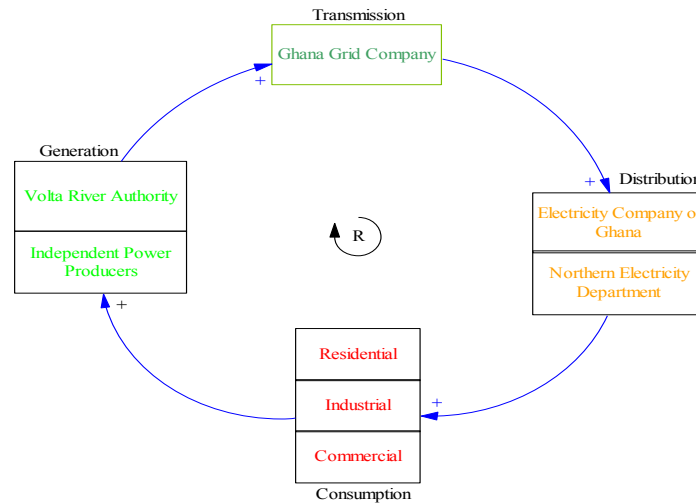 Transmission
Ghana Grid Company
+
Generation
Volta River Authority
Independent Power
Producers
+
Distribution
+
Electricity Company of
Ghana
Northern Electricity
Department
R
Residential
Industrial
Commercial
+
Consumption